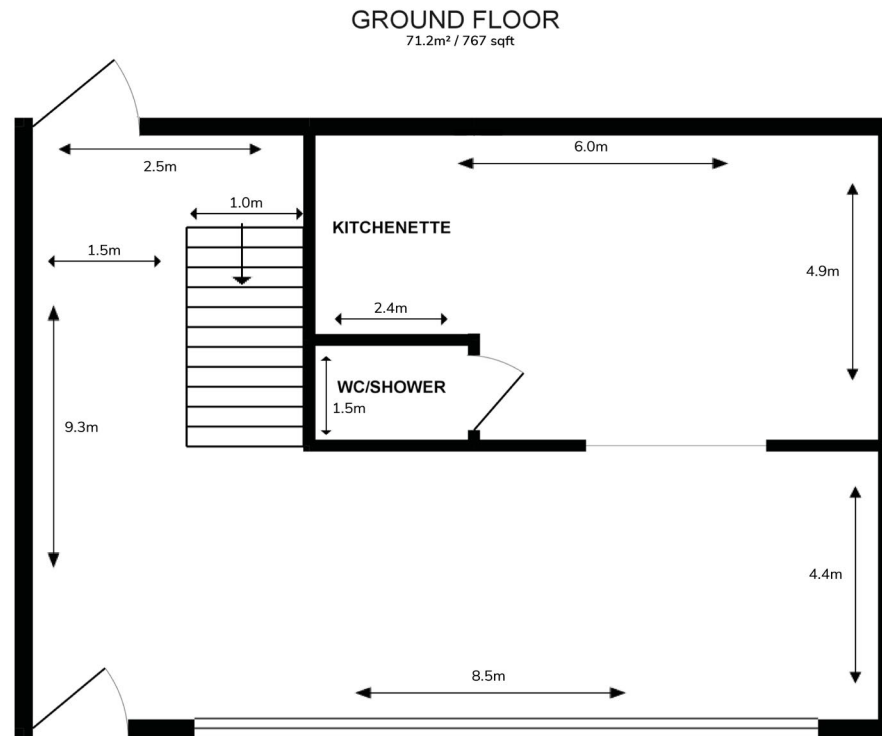 GROUND FLOOR
71.2m² / 767 sqft
2.5m
6.0m
1.0m
KITCHENETTE
1.5m
4.9m
2.4m
WC/SHOWER
1.5m
9.3m
4.4m
8.5m